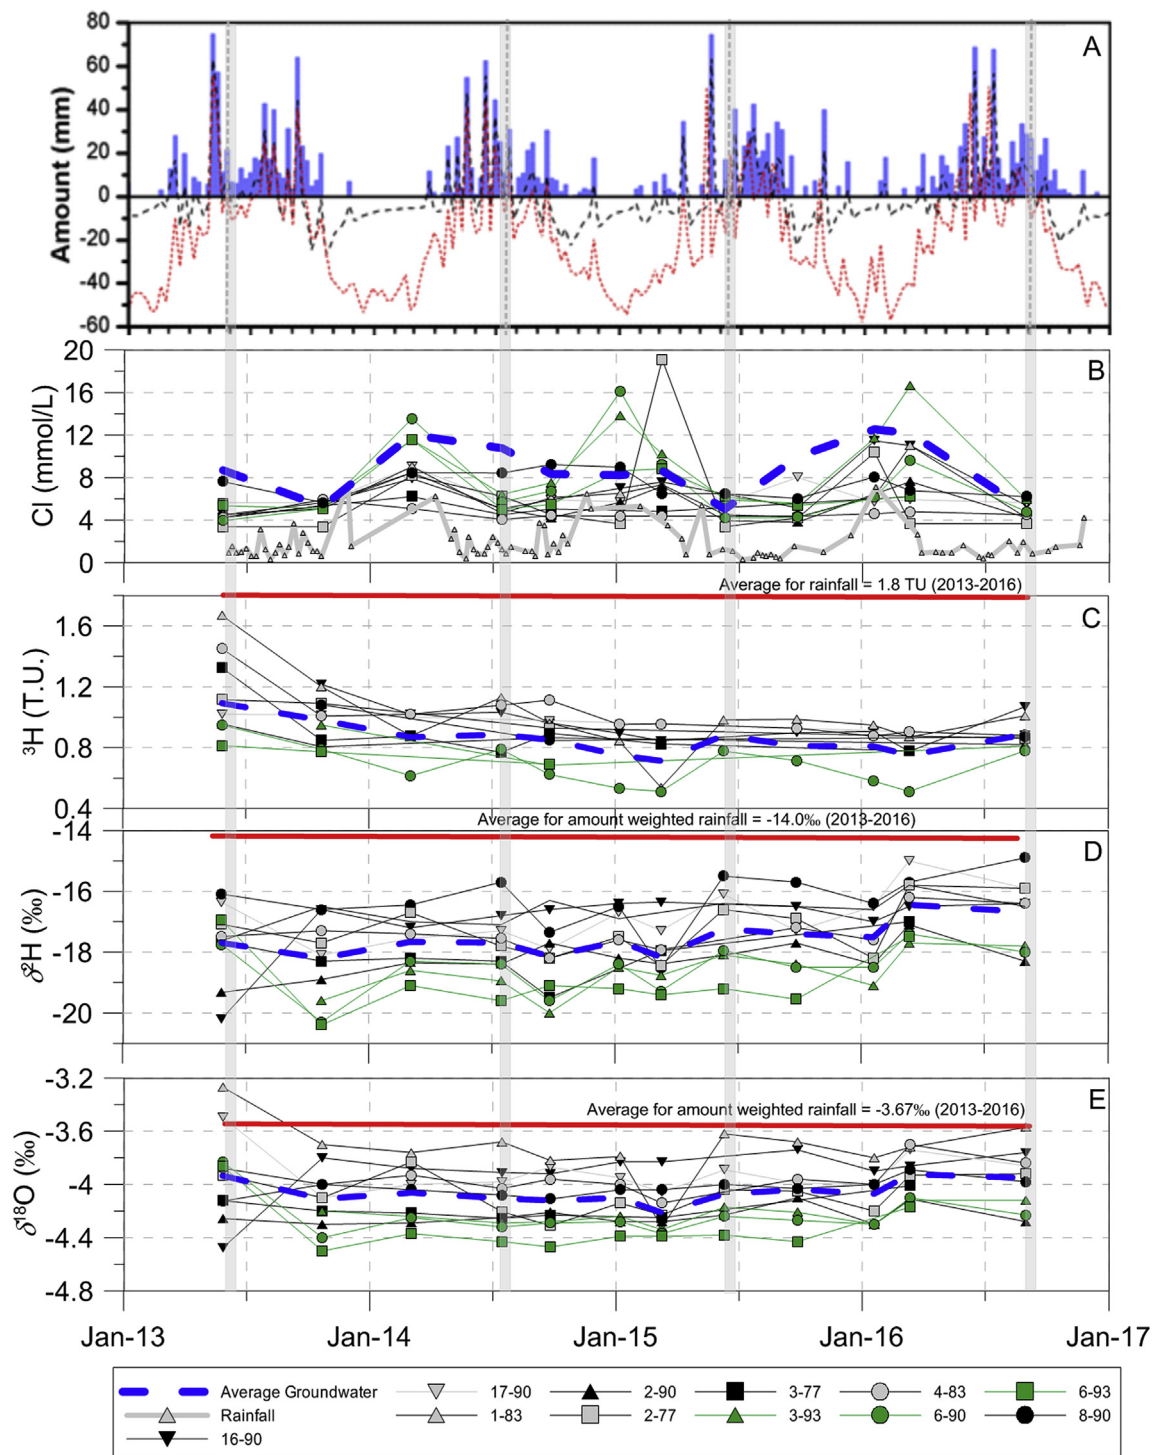 80
60
40
20
0
-20
-40
-60
Amount (mm)
A
20
16
12
8
4
0
Cl (mmol/L)
B
Average for rainfall = 1.8 TU (2013-2016)
1.6
1.2
0.8
0.4
³H (T.U.)
C
Average for amount weighted rainfall = -14.0‰ (2013-2016)
-14
-16
-18
-20
δ²H (‰)
D
-3.2
-3.6
-4
-4.4
-4.8
δ¹⁸O (‰)
Average for amount weighted rainfall = -3.67‰ (2013-2016)
E
Jan-13 Jan-14 Jan-15 Jan-16 Jan-17
Average Groundwater 17-90 2-90 3-77 4-83 6-93
Rainfall 1-83 2-77 3-93 6-90 8-90
16-90